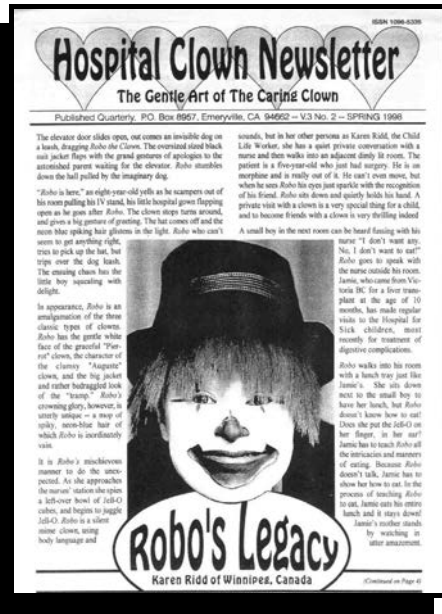 ISSN 1096-5335
Hospital Clown Newsletter
The Gentle Art of The Caring Clown
Published Quarterly, P.O. Box 8957, Emeryville, CA 94662 -- V.3 No. 2 -- SPRING 1998
The elevator door slides open, out comes an invisible dog on
a leash, dragging Robo the Clown. The oversized sized black
suit jacket flaps with the grand gestures of apologies to the
astonished parent waiting for the elevator. Robo stumbles
down the hall pulled by the imaginary dog.
"Robo is here," an eight-year-old yells as he scampers out of
his room pulling his IV stand, his little hospital gown flapping
open as he goes after Robo. The clown stops turns around,
and gives a big gesture of greeting. The hat comes off and the
neon blue spiking hair glistens in the light. Robo who can't
seem to get anything right,
tries to pick up the hat, but
trips over the dog leash.
The ensuing chaos has the
little boy squealing with
delight.
In appearance, Robo is an
amalgamation of the three
classic types of clowns.
Robo has the gentle white
face of the graceful "Pier-
rot" clown, the character of
the clumsy "Auguste"
clown, and the big jacket
and rather bedraggled look
of the "tramp." Robo's
crowning glory, however, is
utterly unique -- a mop of
spiky, neon-blue hair of
which Robo is inordinately
vain.
It is Robo's mischievous
manner to do the unex-
pected. As she approaches
the nurses' station she spies
a left-over bowl of Jell-O
cubes, and begins to juggle
Jell-O. Robo is a silent
mime clown, using
body language and
sounds, but in her other persona as Karen Ridd, the Child
Life Worker, she has a quiet private conversation with a
nurse and then walks into an adjacent dimly lit room. The
patient is a five-year-old who just had surgery. He is on
morphine and is really out of it. He can't even move, but
when he sees Robo his eyes just sparkle with the recognition
of his friend. Robo sits down and quietly holds his hand. A
private visit with a clown is a very special thing for a child,
and to become friends with a clown is very thrilling indeed
A small boy in the next room can be heard fussing with his
nurse "I don't want any.
No, I don't want to eat!"
Robo goes to speak with
the nurse outside his room.
Jamie, who came from Vic-
toria BC for a liver trans-
plant at the age of 10
months, has made regular
visits to the Hospital for
Sick children, most
recently for treatment of
digestive complications.
Robo walks into his room
with a lunch tray just like
Jamie's. She sits down
next to the small boy to
have her lunch, but Robo
doesn't know how to eat!
Does she put the Jell-O on
her finger, in her ear?
Jamie has to teach Robo all
the intricacies and manners
of eating. Because Robo
doesn't talk, Jamie has to
show her how to eat. In the
process of teaching Robo
to eat, Jamie eats his entire
lunch and it stays down!
Jamie's mother stands
by watching in
utter amazement.
Robo's Legacy
Karen Ridd of Winnipeg, Canada
(Continued on Page 4)